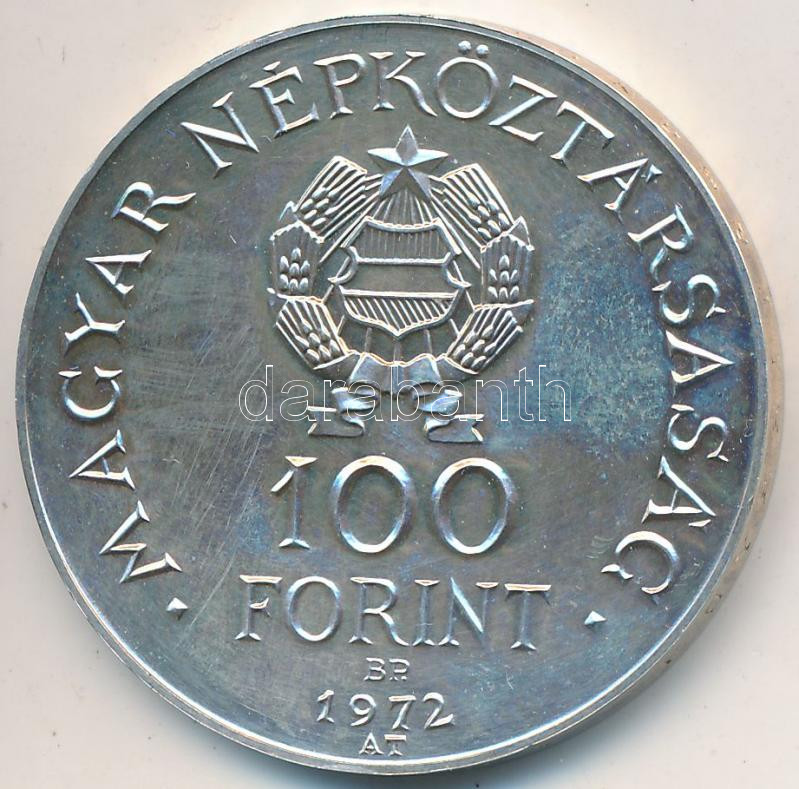 · MAGYAR NÉPKÖZTÁRSASÁG ·
darabanth
100
FORINT
BP.
1972
AT